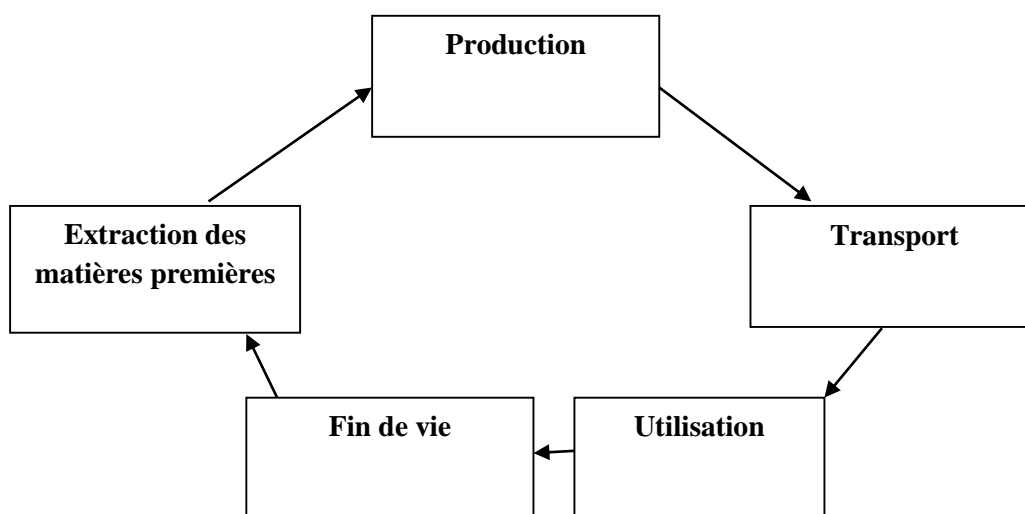 Production
Extraction des
matières premières
Transport
Fin de vie
Utilisation